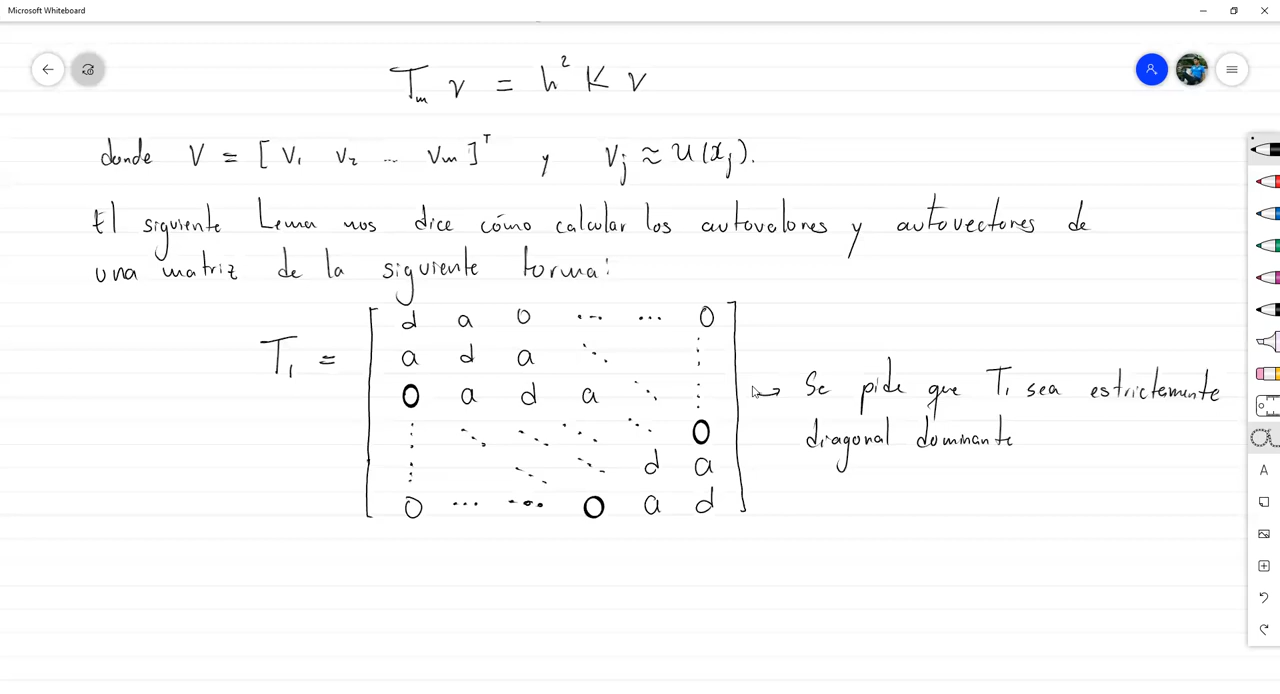 Microsoft Whiteboard
T_m v = h² K v
donde V = [ v₁ v₂ ... vₘ ]ᵀ y v_j ≈ u(x_j).
El siguiente Lema nos dice cómo calcular los autovalores y autovectores de
una matriz de la siguiente forma:
T₁ =
d a 0 ... ... 0
a d a ⋱ ⋮
0 a d a ⋱ ⋮
⋮ ⋱ ⋱ ⋱ ⋱ 0
⋮ ⋱ ⋱ d a
0 ... ... 0 a d
↪ Se pide que T₁ sea estrictamente
diagonal dominante
A